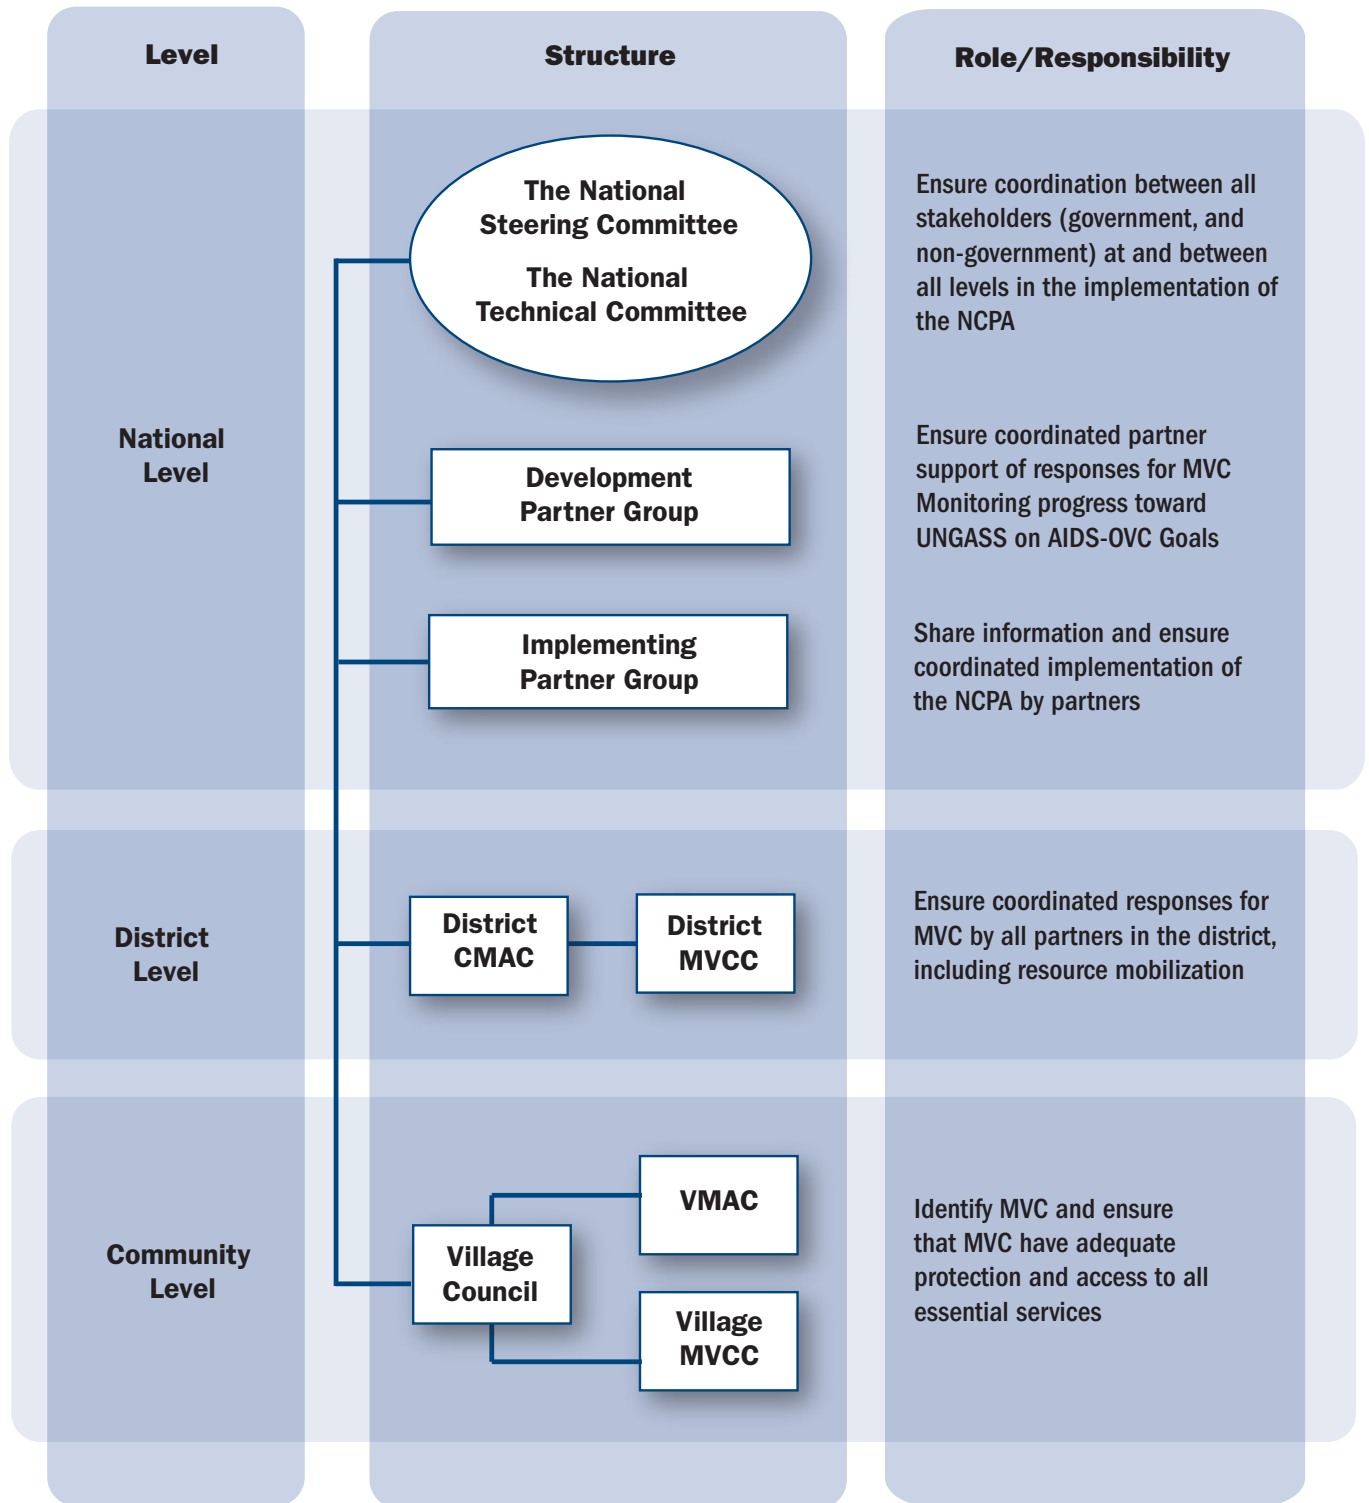 Level
Structure
Role/Responsibility
National
Level
The National
Steering Committee
The National
Technical Committee
Ensure coordination between all
stakeholders (government, and
non-government) at and between
all levels in the implementation of
the NCPA
Development
Partner Group
Ensure coordinated partner
support of responses for MVC
Monitoring progress toward
UNGASS on AIDS-OVC Goals
Implementing
Partner Group
Share information and ensure
coordinated implementation of
the NCPA by partners
District
Level
District
CMAC
District
MVCC
Ensure coordinated responses for
MVC by all partners in the district,
including resource mobilization
Community
Level
Village
Council
VMAC
Village
MVCC
Identify MVC and ensure
that MVC have adequate
protection and access to all
essential services